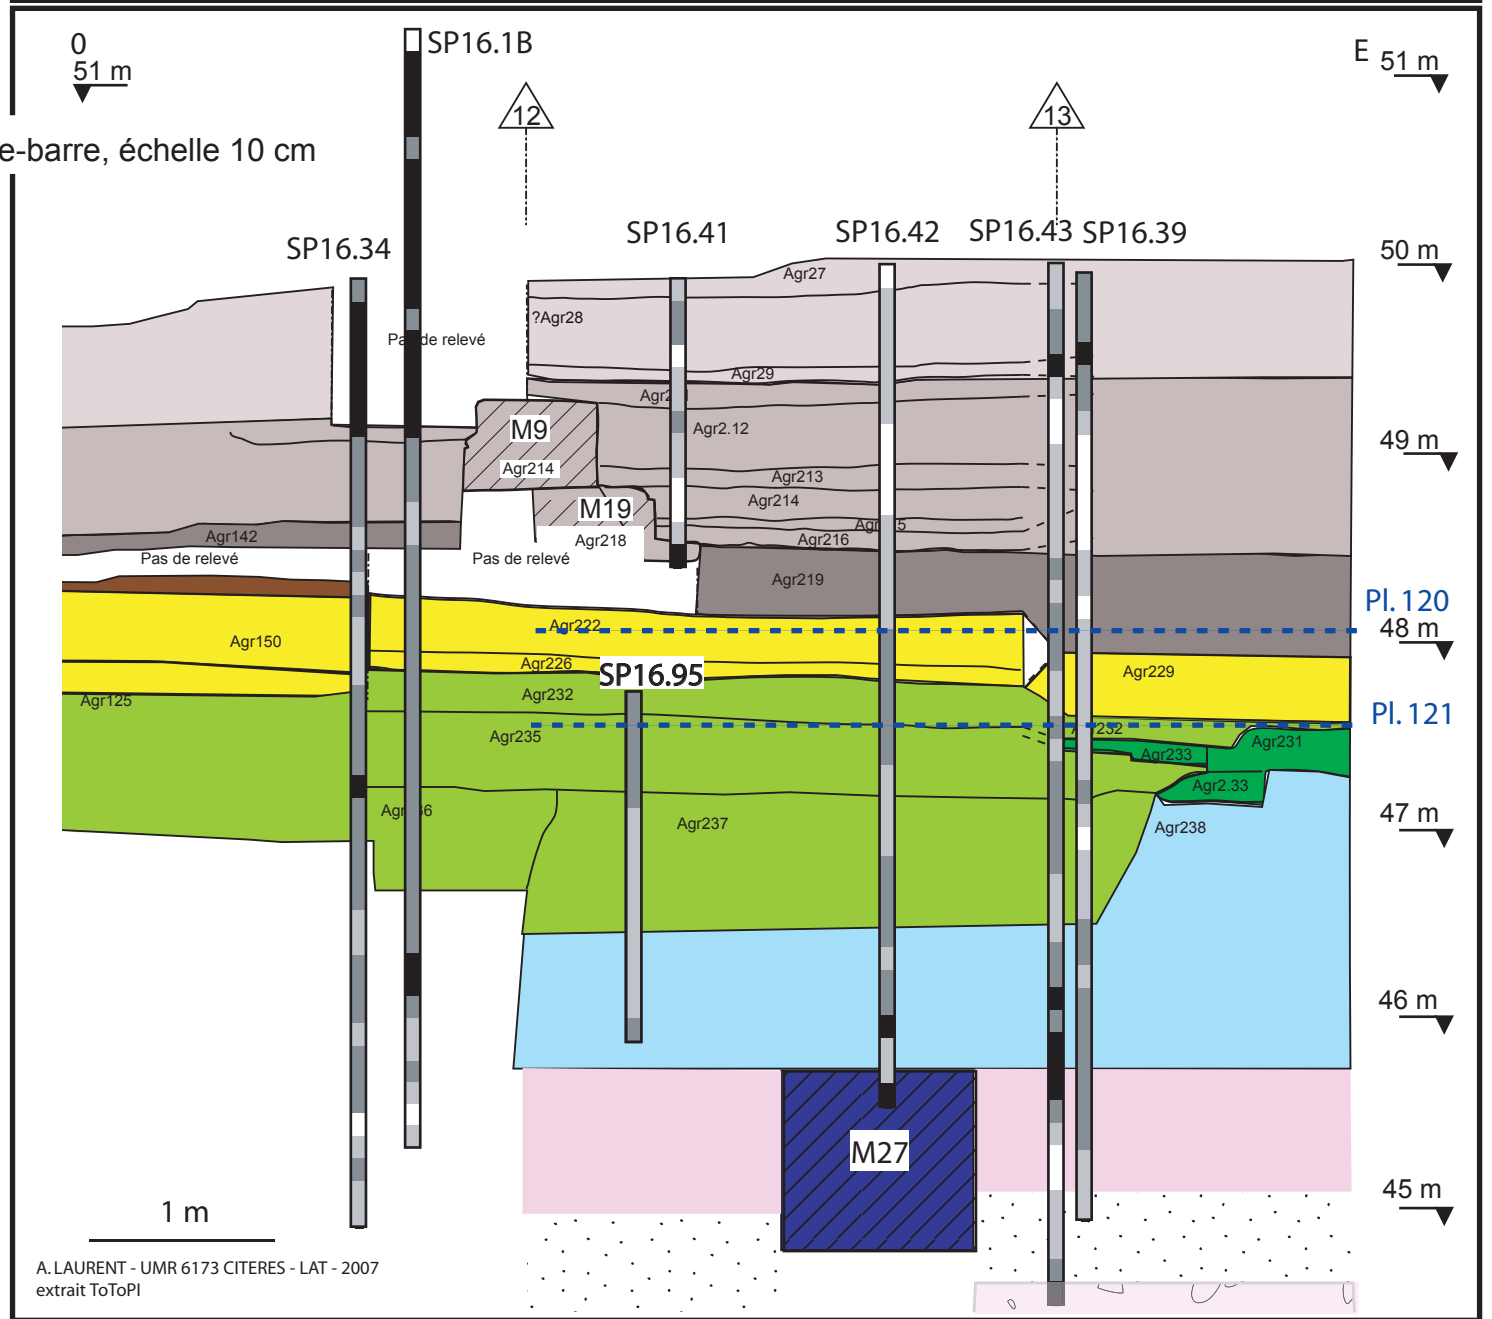 0
51 m
SP16.1B
E 51 m
12
13
e-barre, échelle 10 cm
SP16.34
SP16.41
SP16.42
SP16.43
SP16.39
50 m
Agr27
?Agr28
Pas de relevé
Agr29
Agr2.12
M9
49 m
Agr214
Agr213
Agr214
M19
Agr142
Agr218
Agr216
Pas de relevé
Pas de relevé
Agr219
Pl. 120
48 m
Agr222
Agr150
Agr226
SP16.95
Agr229
Agr125
Agr232
Pl. 121
Agr235
Agr233
Agr231
Agr2.33
47 m
Agr237
Agr238
46 m
M27
45 m
1 m
A. LAURENT - UMR 6173 CITERES - LAT - 2007
extrait ToToPI